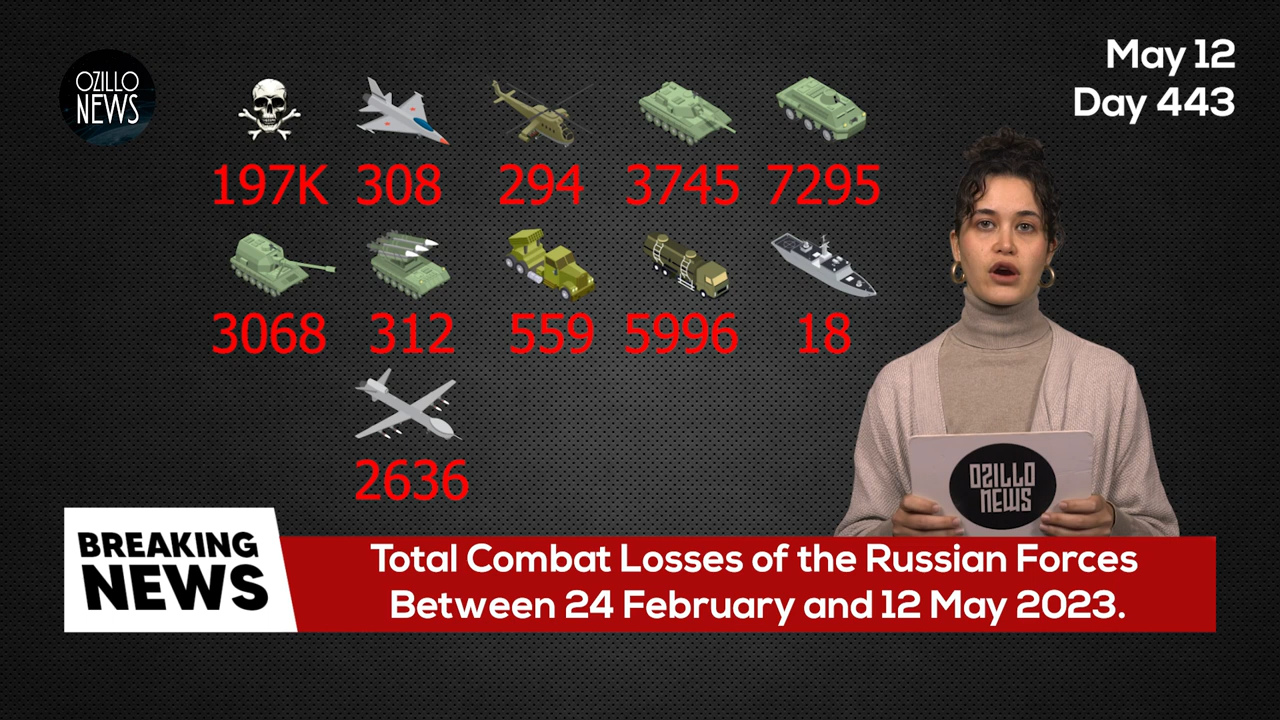 OZILLO
NEWS
May 12
Day 443
197K 308 294 3745 7295
3068 312 559 5996 18
2636
OZILLO
NEWS
BREAKING
NEWS
Total Combat Losses of the Russian Forces
Between 24 February and 12 May 2023.